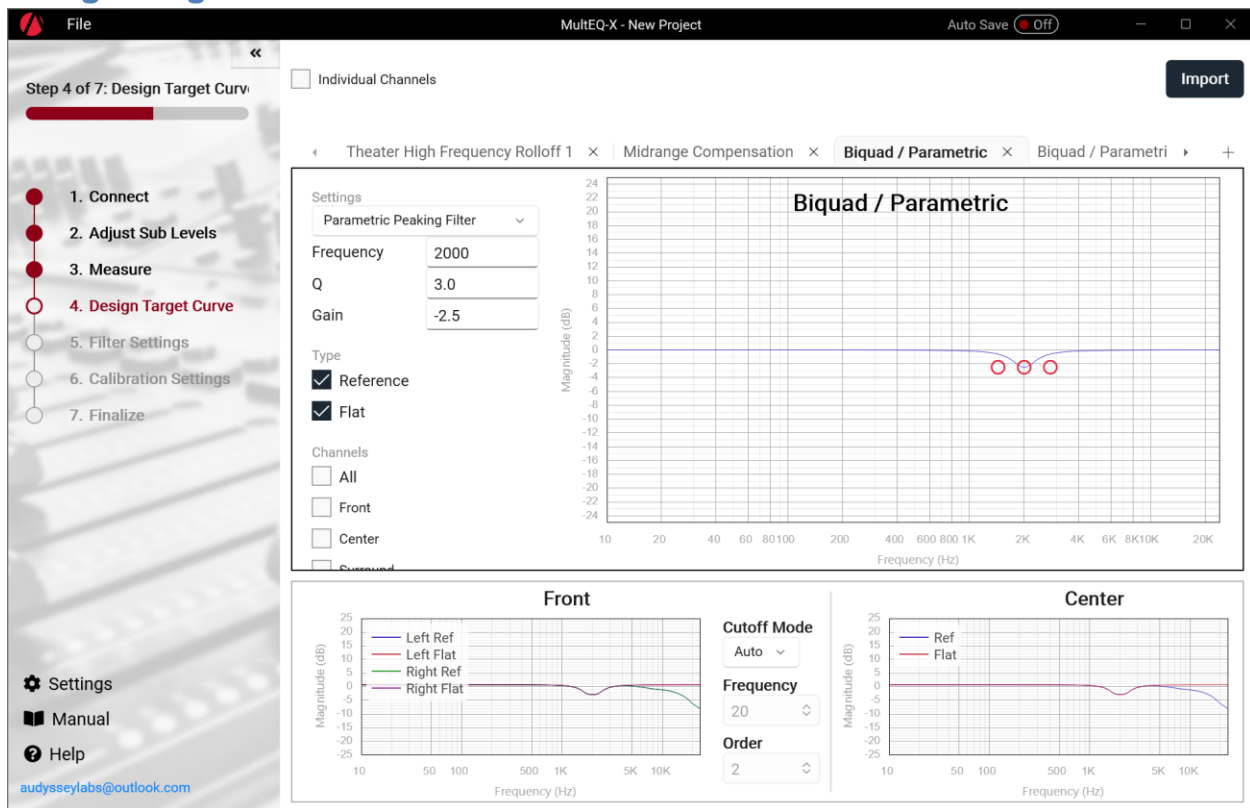 File
MultEQ-X - New Project
Auto Save Off
«
Step 4 of 7: Design Target Curv
1. Connect
2. Adjust Sub Levels
3. Measure
4. Design Target Curve
5. Filter Settings
6. Calibration Settings
7. Finalize
Settings
Manual
Help
audysseylabs@outlook.com
Individual Channels
Import
Theater High Frequency Rolloff 1 × Midrange Compensation × Biquad / Parametric × Biquad / Parametri +
Settings
Parametric Peaking Filter
Frequency 2000
Q 3.0
Gain -2.5
Type
Reference
Flat
Channels
All
Front
Center
Surround
Biquad / Parametric
Magnitude (dB)
24
22
20
18
16
14
12
10
8
6
4
2
0
-2
-4
-6
-8
-10
-12
-14
-16
-18
-20
-22
-24
10 20 40 60 80 100 200 400 600 800 1K 2K 4K 6K 8K 10K 20K
Frequency (Hz)
Front
Magnitude (dB)
25
20
15
10
5
0
-5
-10
-15
-20
-25
Left Ref
Left Flat
Right Ref
Right Flat
10 50 100 500 1K 5K 10K
Frequency (Hz)
Cutoff Mode
Auto
Frequency
20
Order
2
Center
Magnitude (dB)
25
20
15
10
5
0
-5
-10
-15
-20
-25
Ref
Flat
10 50 100 500 1K 5K 10K
Frequency (Hz)